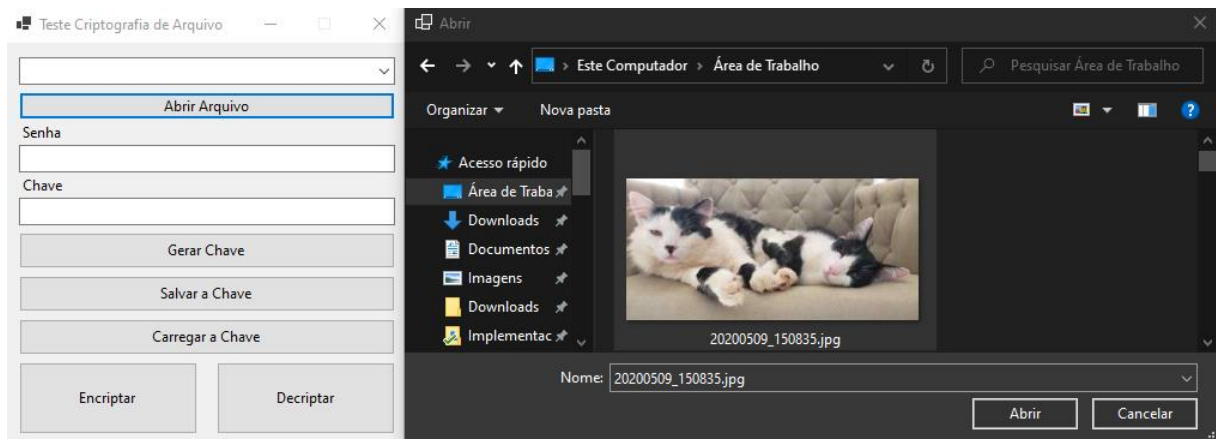 Teste Criptografia de Arquivo
Abrir Arquivo
Senha
Chave
Gerar Chave
Salvar a Chave
Carregar a Chave
Encriptar
Decriptar
Abrir
Este Computador
Área de Trabalho
Pesquisar Área de Trabalho
Organizar
Nova pasta
Acesso rápido
Área de Traba
Downloads
Documentos
Imagens
Downloads
Implementac
20200509_150835.jpg
Nome: 20200509_150835.jpg
Abrir
Cancelar